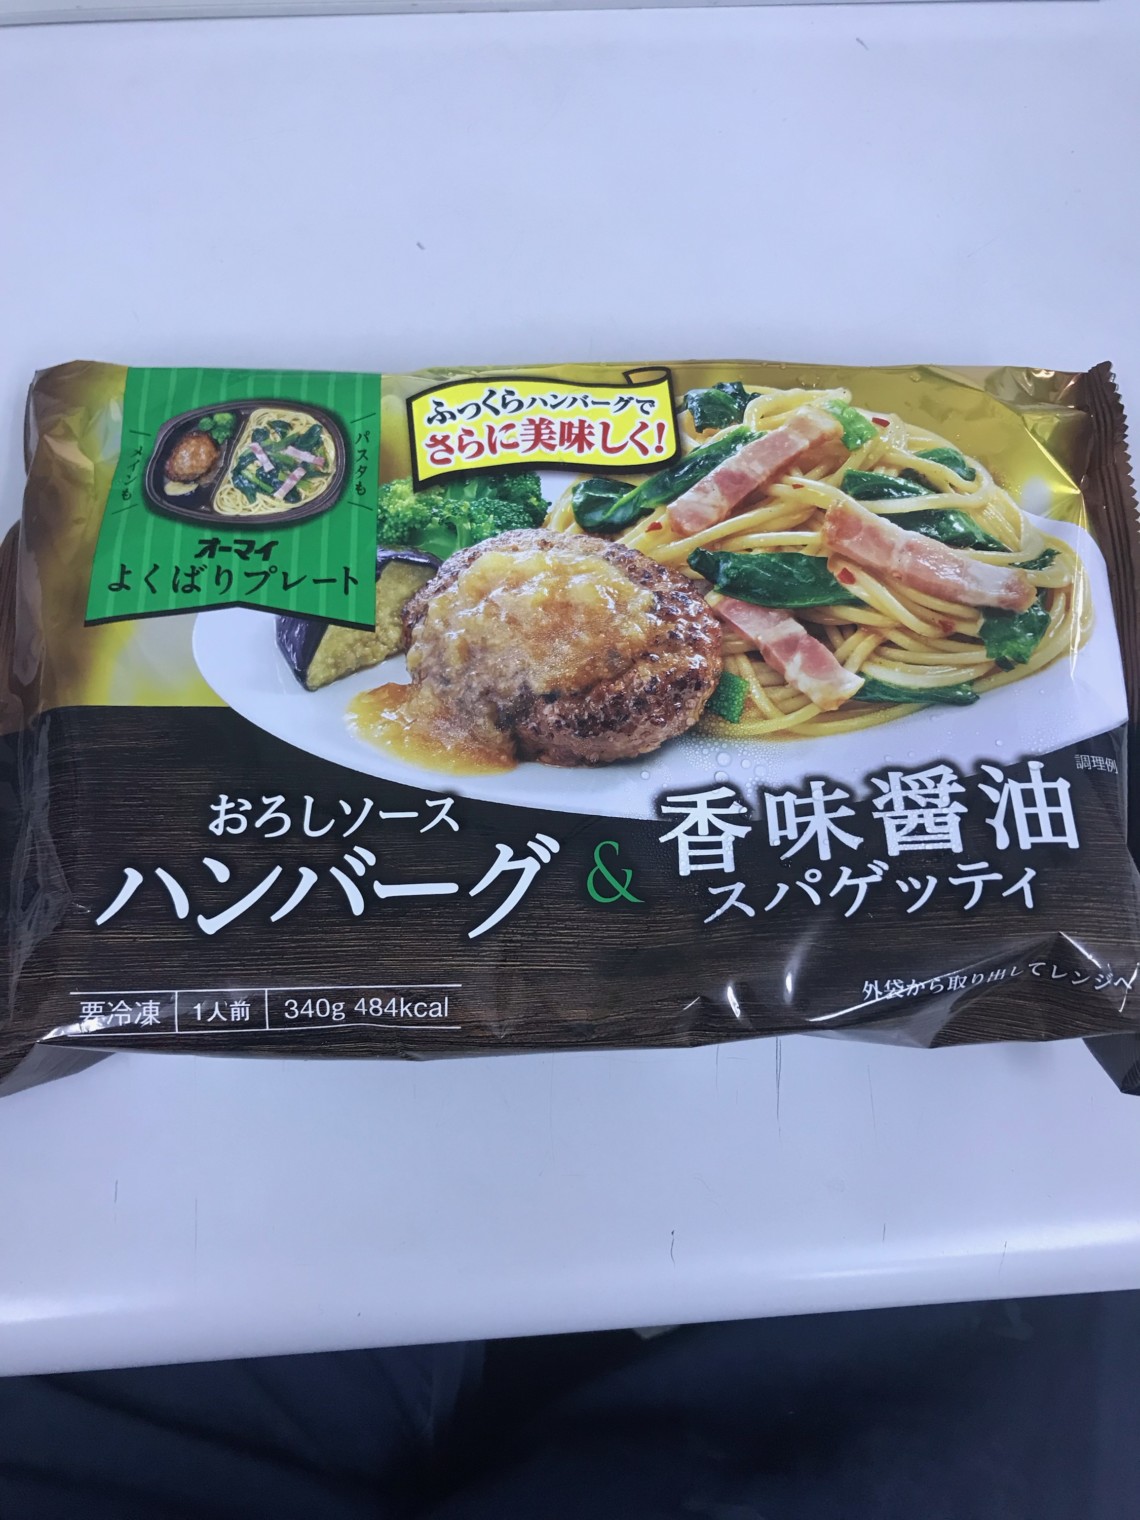 ふっくらハンバーグで
さらに美味しく!
メインも
パスタも
オーマイ
よくばりプレート
調理例
おろしソース
ハンバーグ
&
香味醤油
スパゲッティ
外袋から取り出してレンジへ
要冷凍 1人前 340g 484kcal